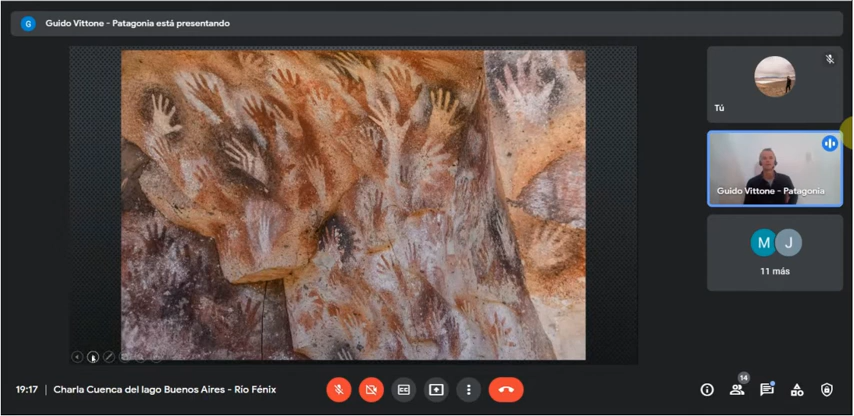 G
Guido Vittone - Patagonia está presentando
Tú
Guido Vittone - Patagonia
M J
11 más
19:17 | Charla Cuenca del lago Buenos Aires - Río Fénix
CC
14